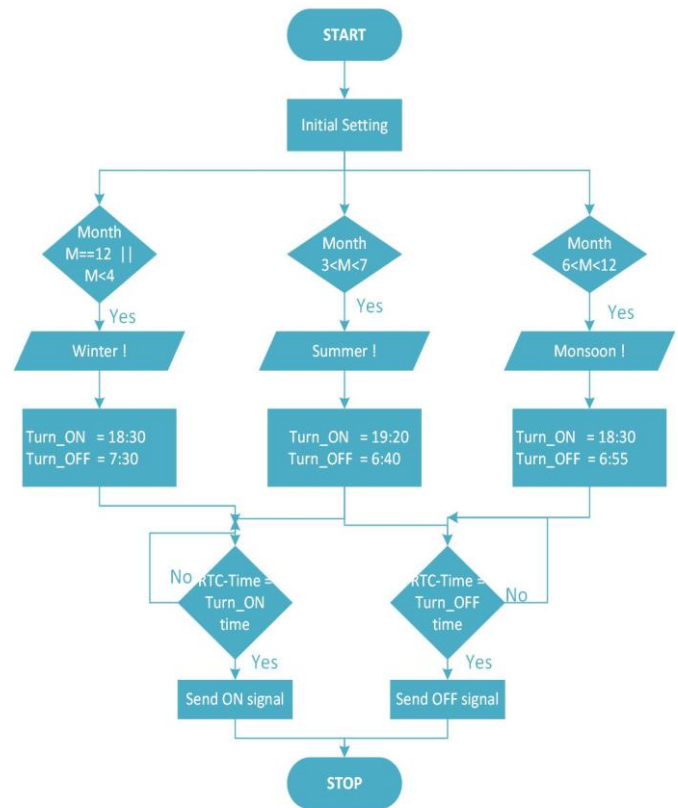 START
Initial Setting
Month
M==12 ||
M<4
Month
3<M<7
Month
6<M<12
Yes
Yes
Yes
Winter !
Summer !
Monsoon !
Turn_ON = 18:30
Turn_OFF = 7:30
Turn_ON = 19:20
Turn_OFF = 6:40
Turn_ON = 18:30
Turn_OFF = 6:55
No
RTC-Time =
Turn_ON
time
RTC-Time =
Turn_OFF
time
No
Yes
Yes
Send ON signal
Send OFF signal
STOP